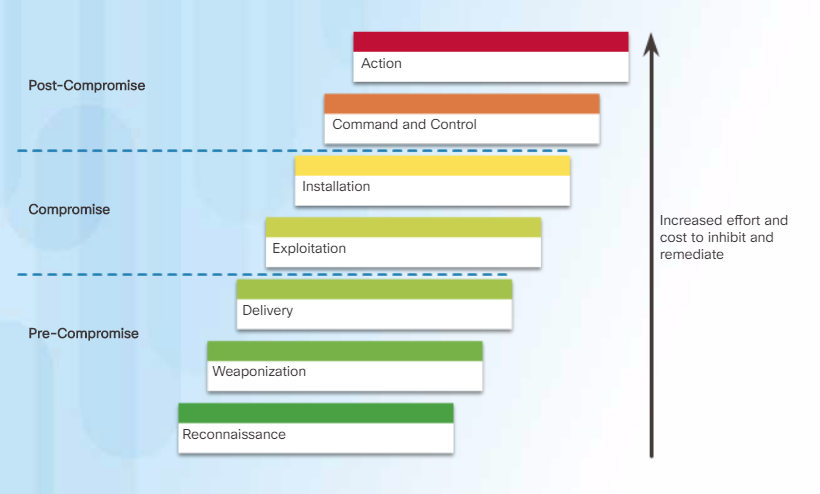 Action
Post-Compromise
Command and Control
Installation
Compromise
Increased effort and
cost to inhibit and
remediate
Exploitation
Delivery
Pre-Compromise
Weaponization
Reconnaissance